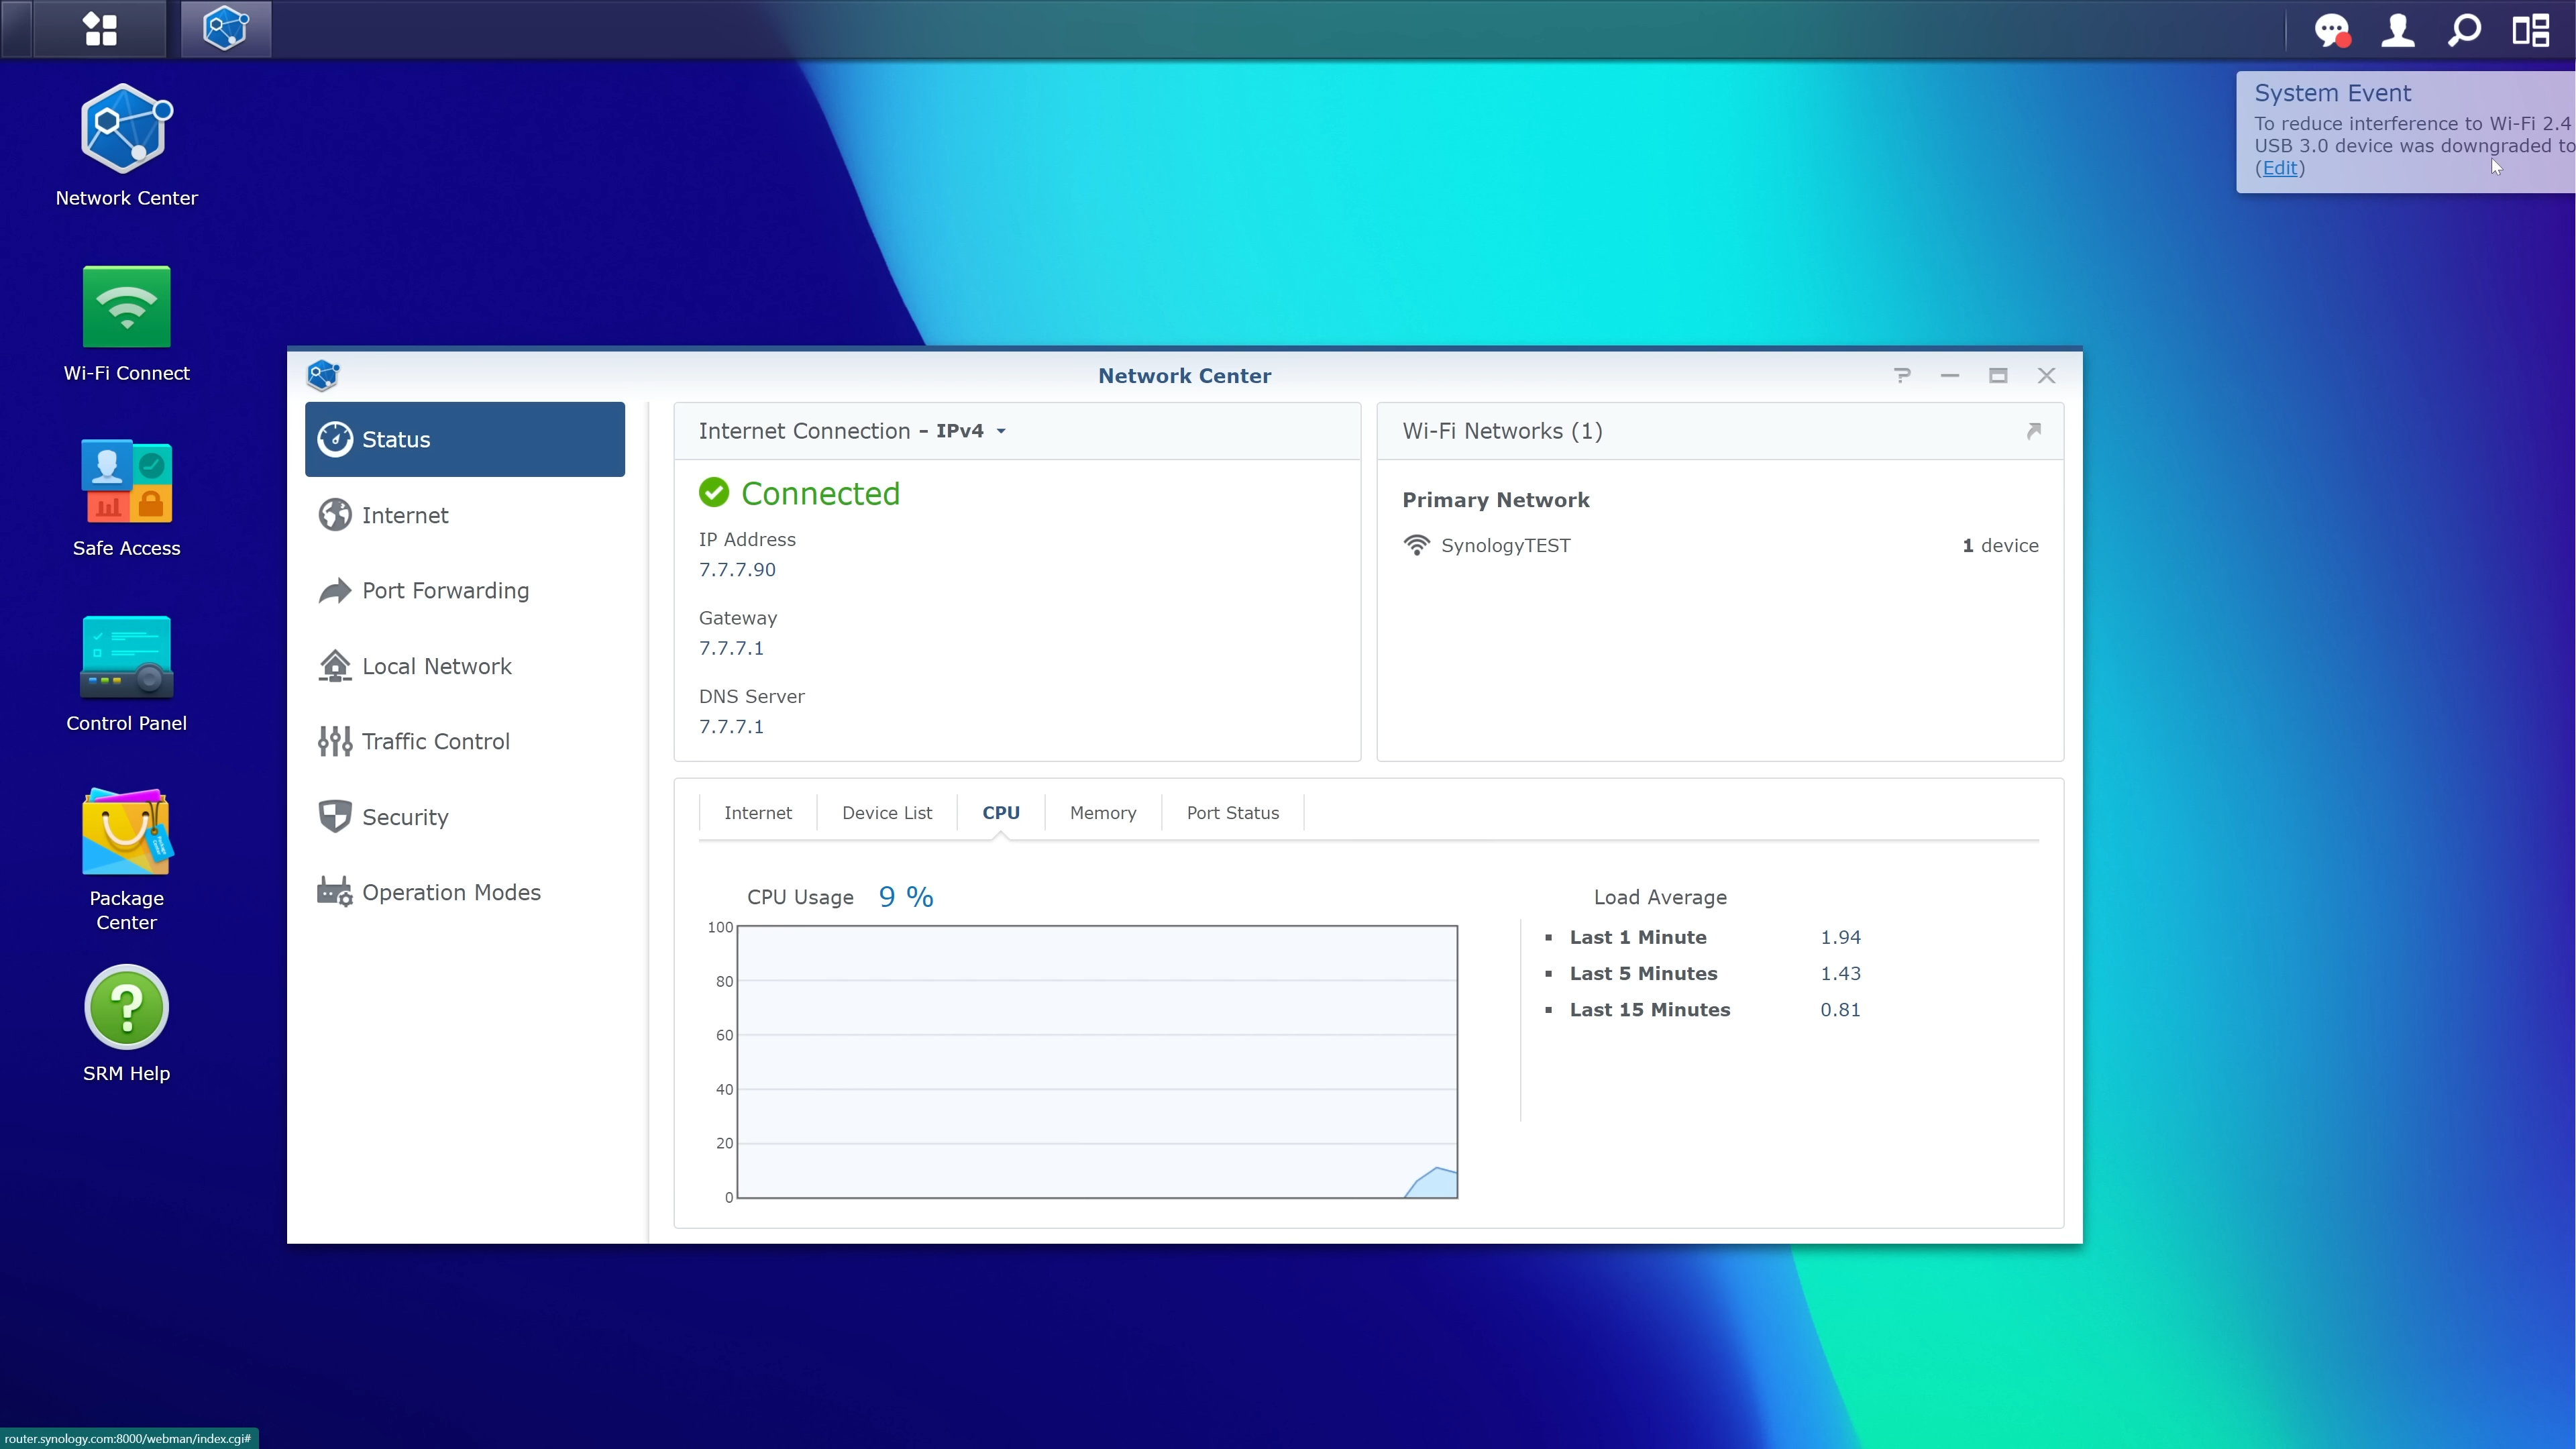 System Event
To reduce interference to Wi-Fi 2.4
USB 3.0 device was downgraded to
(Edit)
Network Center
Wi-Fi Connect
Safe Access
Control Panel
Package
Center
SRM Help
Network Center
Status
Internet
Port Forwarding
Local Network
Traffic Control
Security
Operation Modes
Internet Connection - IPv4
Connected
IP Address
7.7.7.90
Gateway
7.7.7.1
DNS Server
7.7.7.1
Wi-Fi Networks (1)
Primary Network
SynologyTEST 1 device
Internet Device List CPU Memory Port Status
CPU Usage 9 %
100
80
60
40
20
0
Load Average
Last 1 Minute 1.94
Last 5 Minutes 1.43
Last 15 Minutes 0.81
router.synology.com:8000/webman/index.cgi#